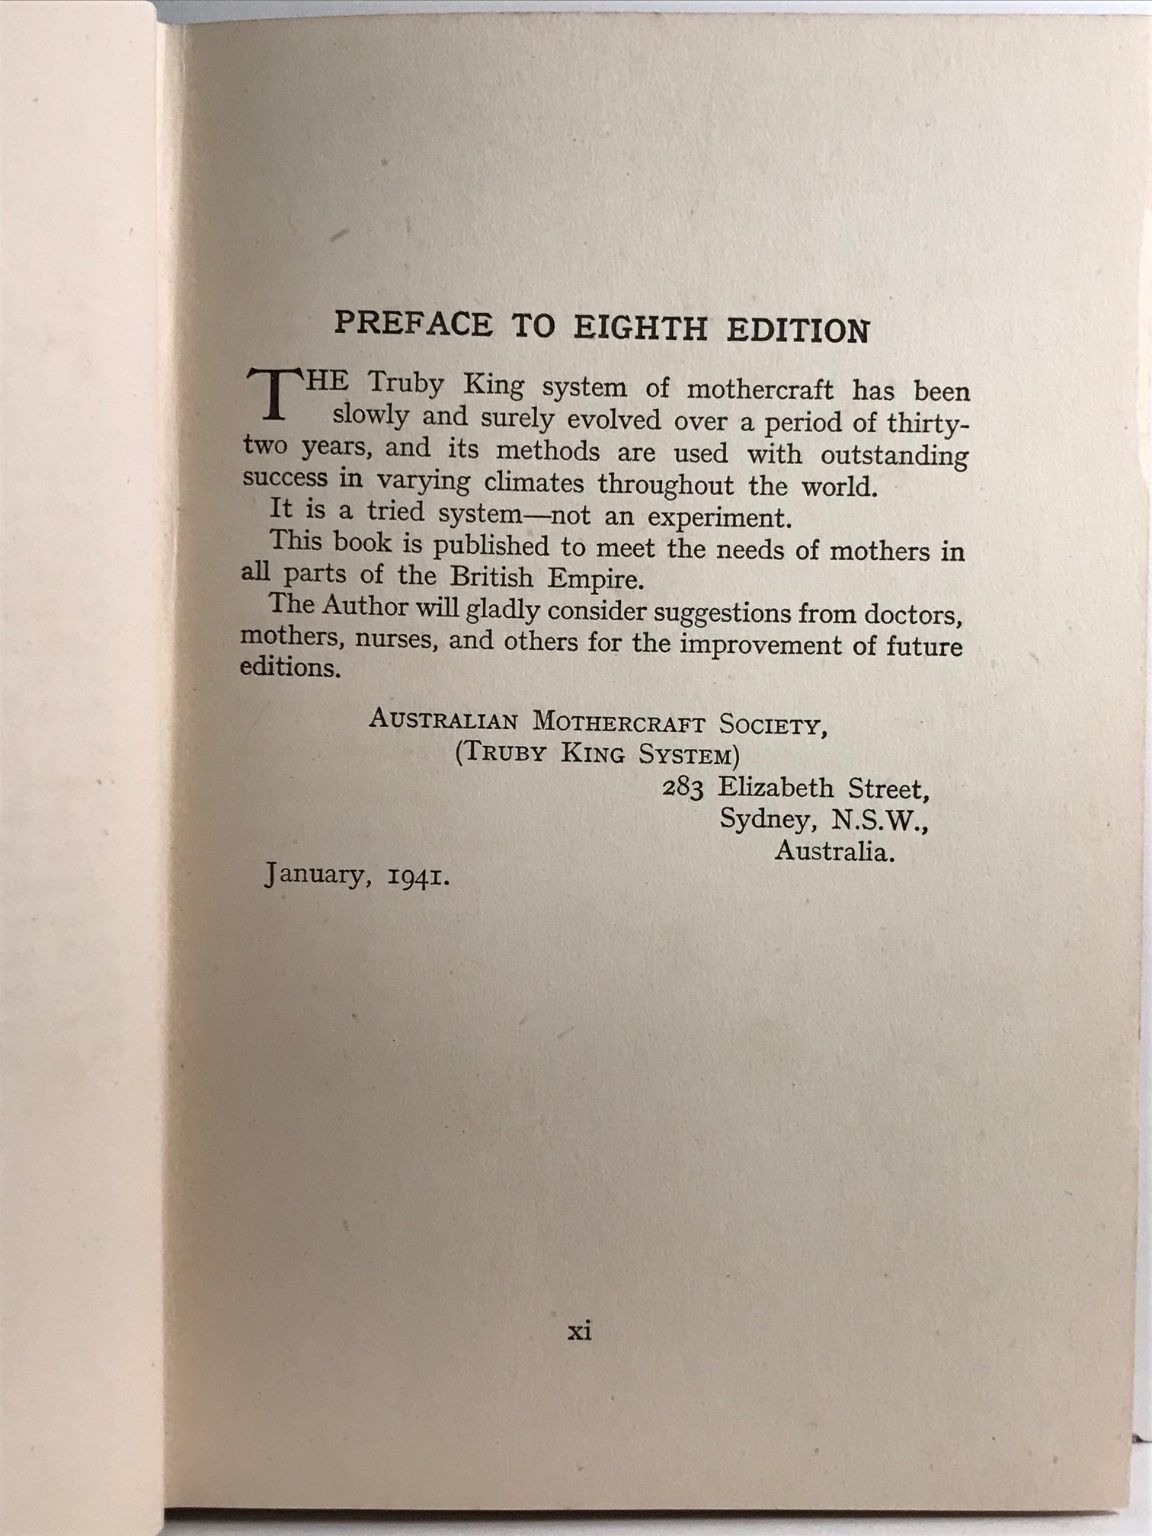 PREFACE TO EIGHTH EDITION
THE Truby King system of mothercraft has been
slowly and surely evolved over a period of thirty-
two years, and its methods are used with outstanding
success in varying climates throughout the world.
It is a tried system—not an experiment.
This book is published to meet the needs of mothers in
all parts of the British Empire.
The Author will gladly consider suggestions from doctors,
mothers, nurses, and others for the improvement of future
editions.
AUSTRALIAN MOTHERCRAFT SOCIETY,
(TRUBY KING SYSTEM)
283 Elizabeth Street,
Sydney, N.S.W.,
Australia.
January, 1941.
xi